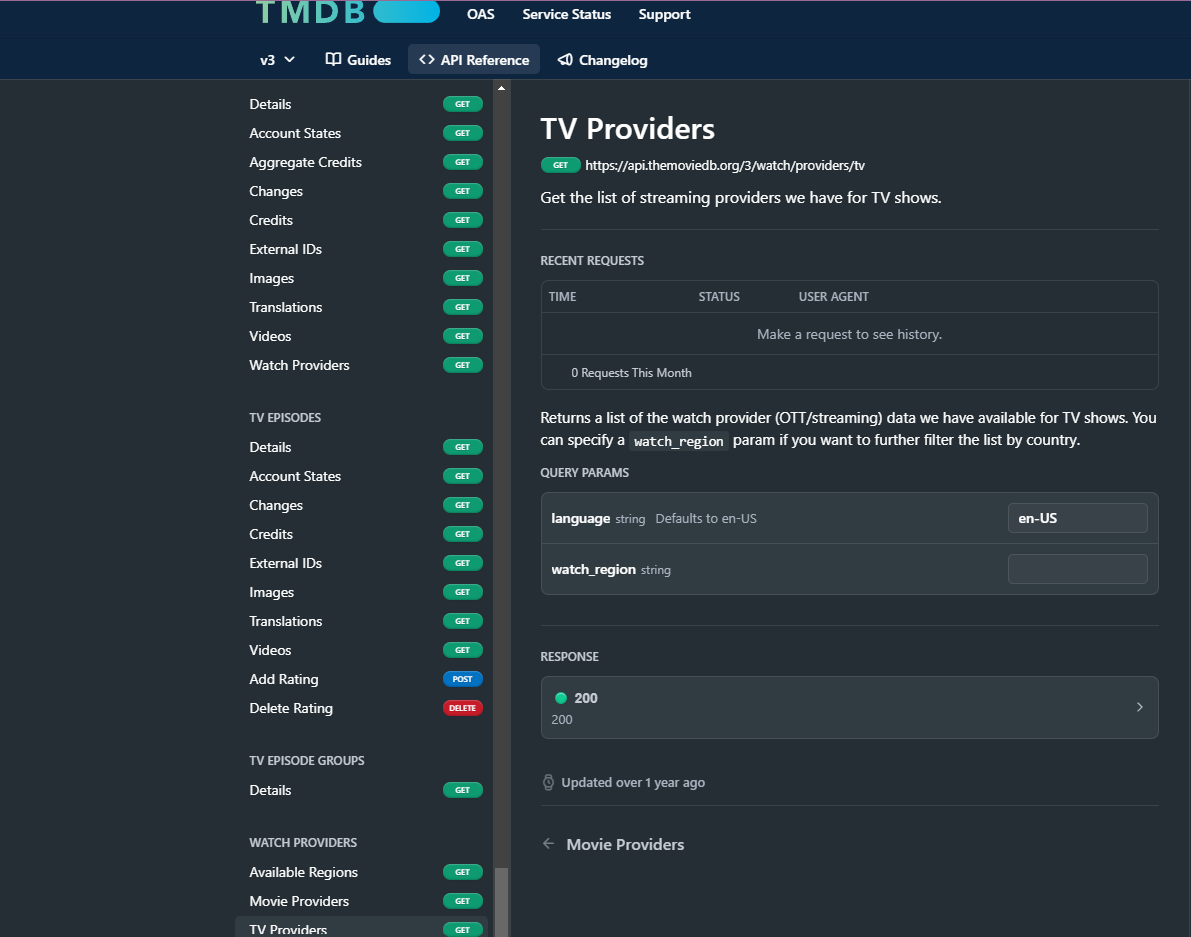 TMDB
OAS Service Status Support
v3 Guides <> API Reference Changelog
Details GET
Account States GET
Aggregate Credits GET
Changes GET
Credits GET
External IDs GET
Images GET
Translations GET
Videos GET
Watch Providers GET
TV EPISODES
Details GET
Account States GET
Changes GET
Credits GET
External IDs GET
Images GET
Translations GET
Videos GET
Add Rating POST
Delete Rating DELETE
TV EPISODE GROUPS
Details GET
WATCH PROVIDERS
Available Regions GET
Movie Providers GET
TV Providers GET
TV Providers
GET https://api.themoviedb.org/3/watch/providers/tv
Get the list of streaming providers we have for TV shows.
RECENT REQUESTS
TIME STATUS USER AGENT
Make a request to see history.
0 Requests This Month
Returns a list of the watch provider (OTT/streaming) data we have available for TV shows. You
can specify a watch_region param if you want to further filter the list by country.
QUERY PARAMS
language string Defaults to en-US en-US
watch_region string
RESPONSE
200
200
Updated over 1 year ago
← Movie Providers